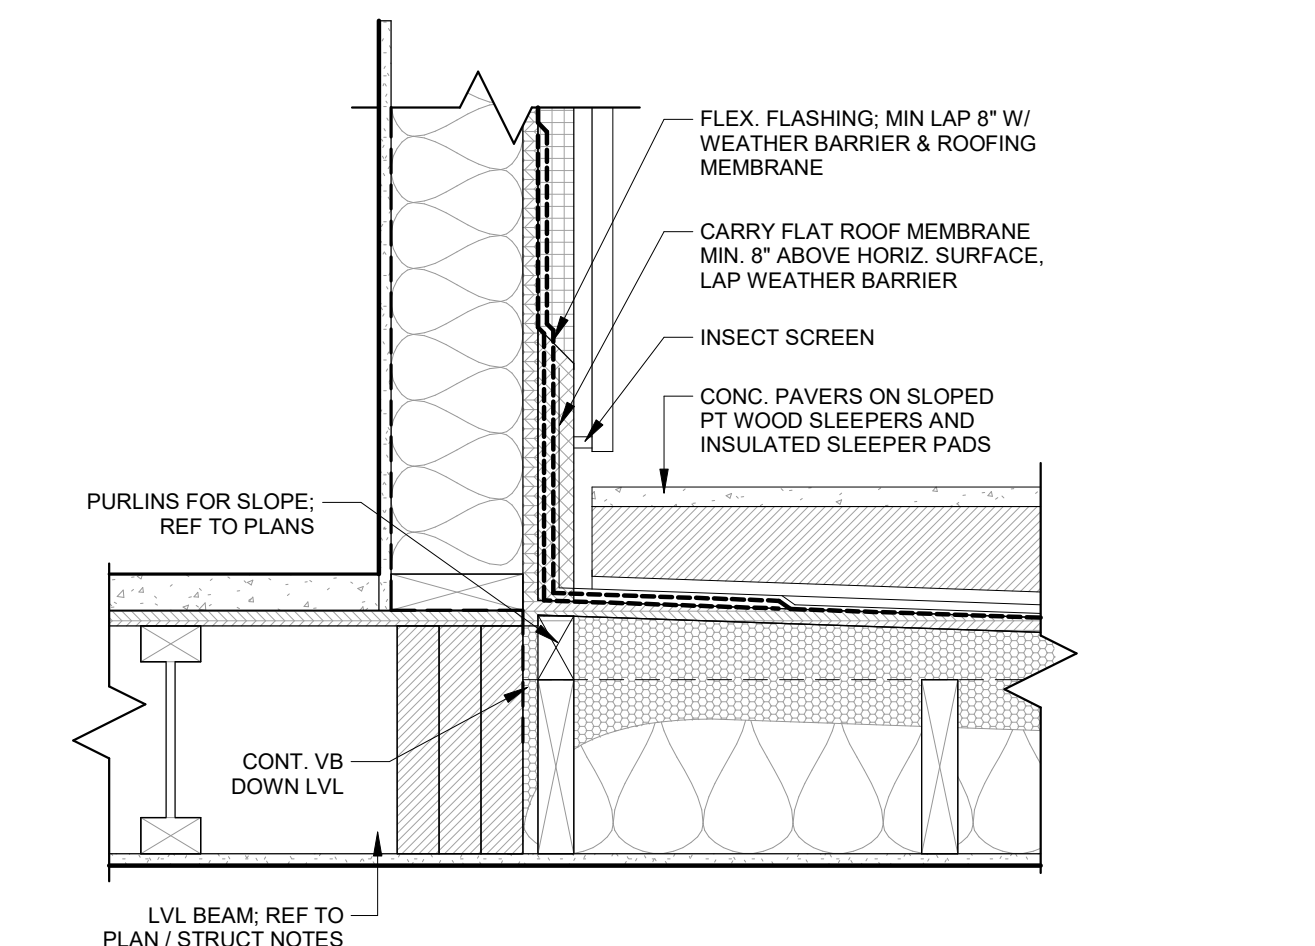 FLEX. FLASHING; MIN LAP 8" W/
WEATHER BARRIER & ROOFING
MEMBRANE
CARRY FLAT ROOF MEMBRANE
MIN. 8" ABOVE HORIZ. SURFACE,
LAP WEATHER BARRIER
INSECT SCREEN
CONC. PAVERS ON SLOPED
PT WOOD SLEEPERS AND
INSULATED SLEEPER PADS
PURLINS FOR SLOPE;
REF TO PLANS
CONT. VB
DOWN LVL
LVL BEAM; REF TO
PLAN / STRUCT NOTES